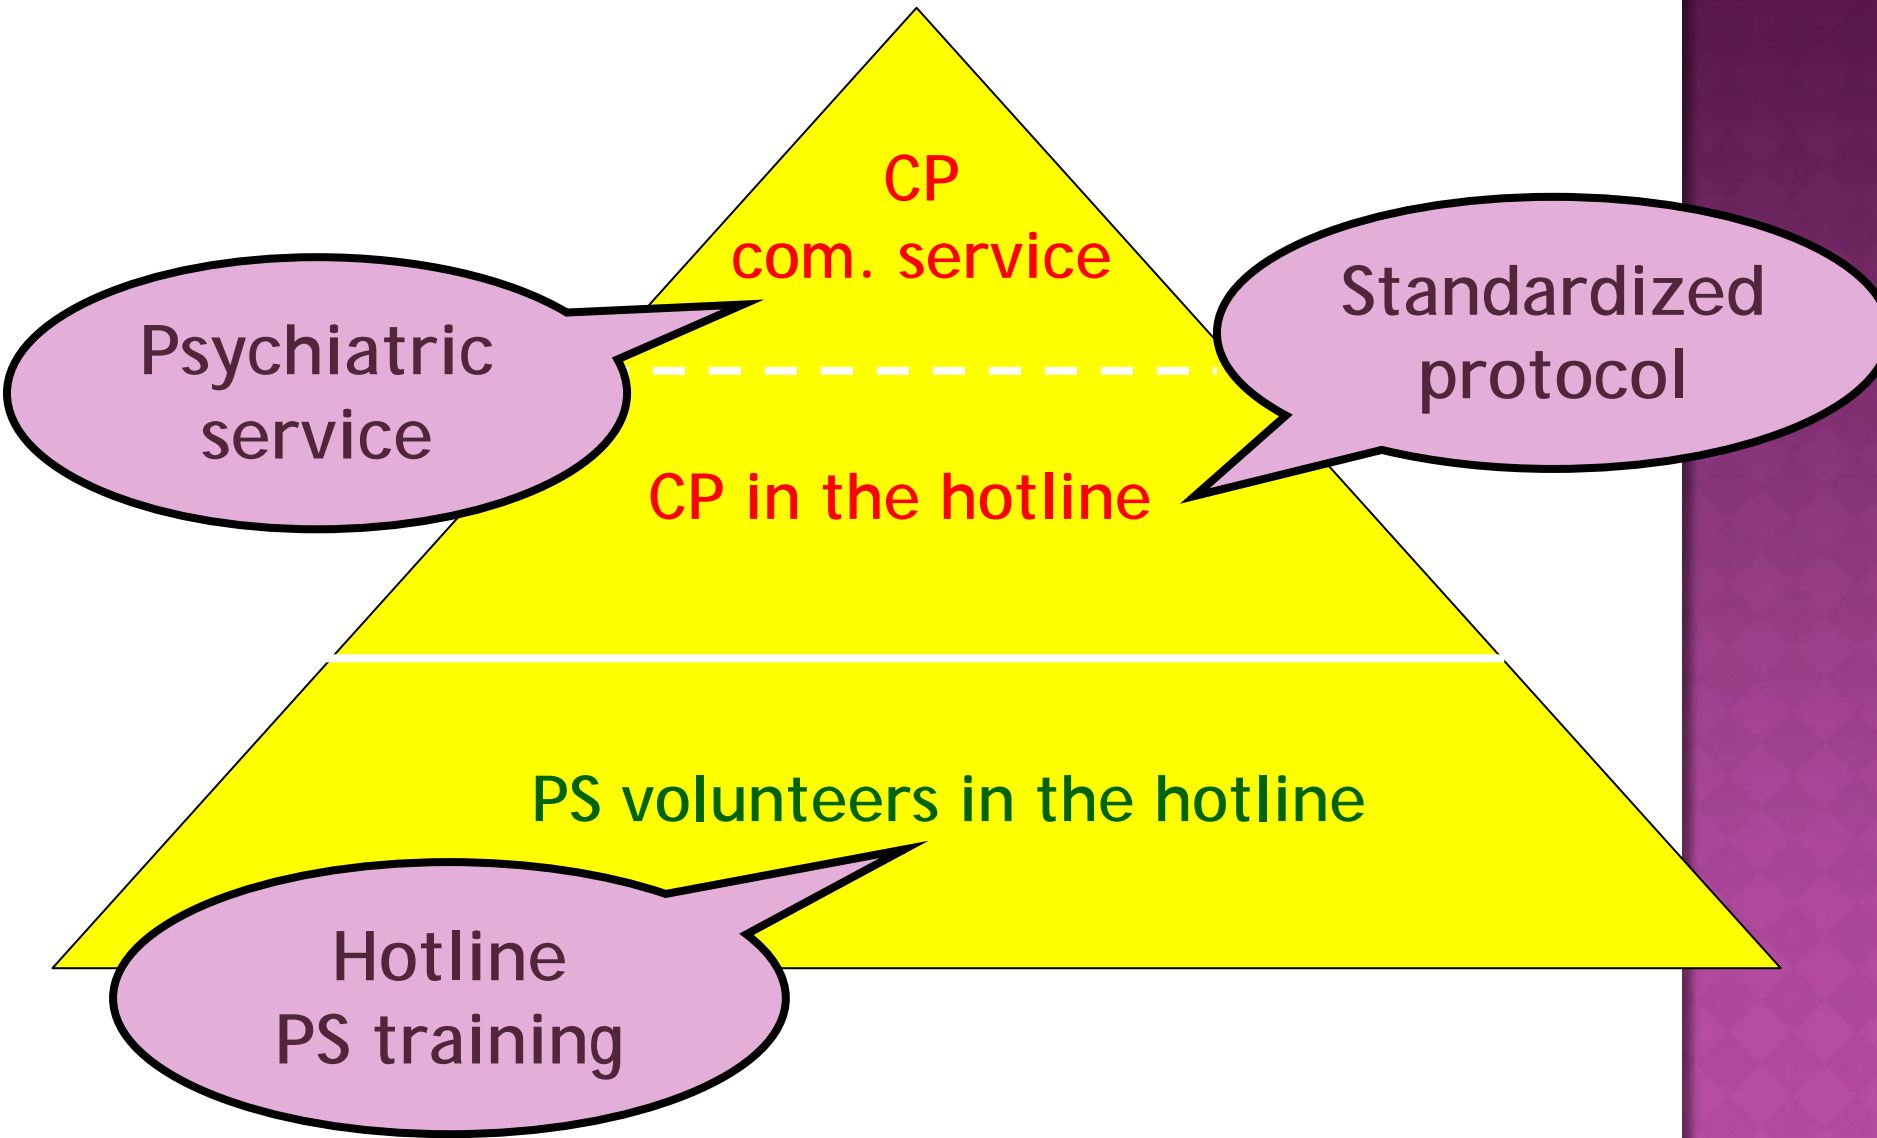 CP
com. service
Psychiatric
service
Standardized
protocol
CP in the hotline
PS volunteers in the hotline
Hotline
PS training